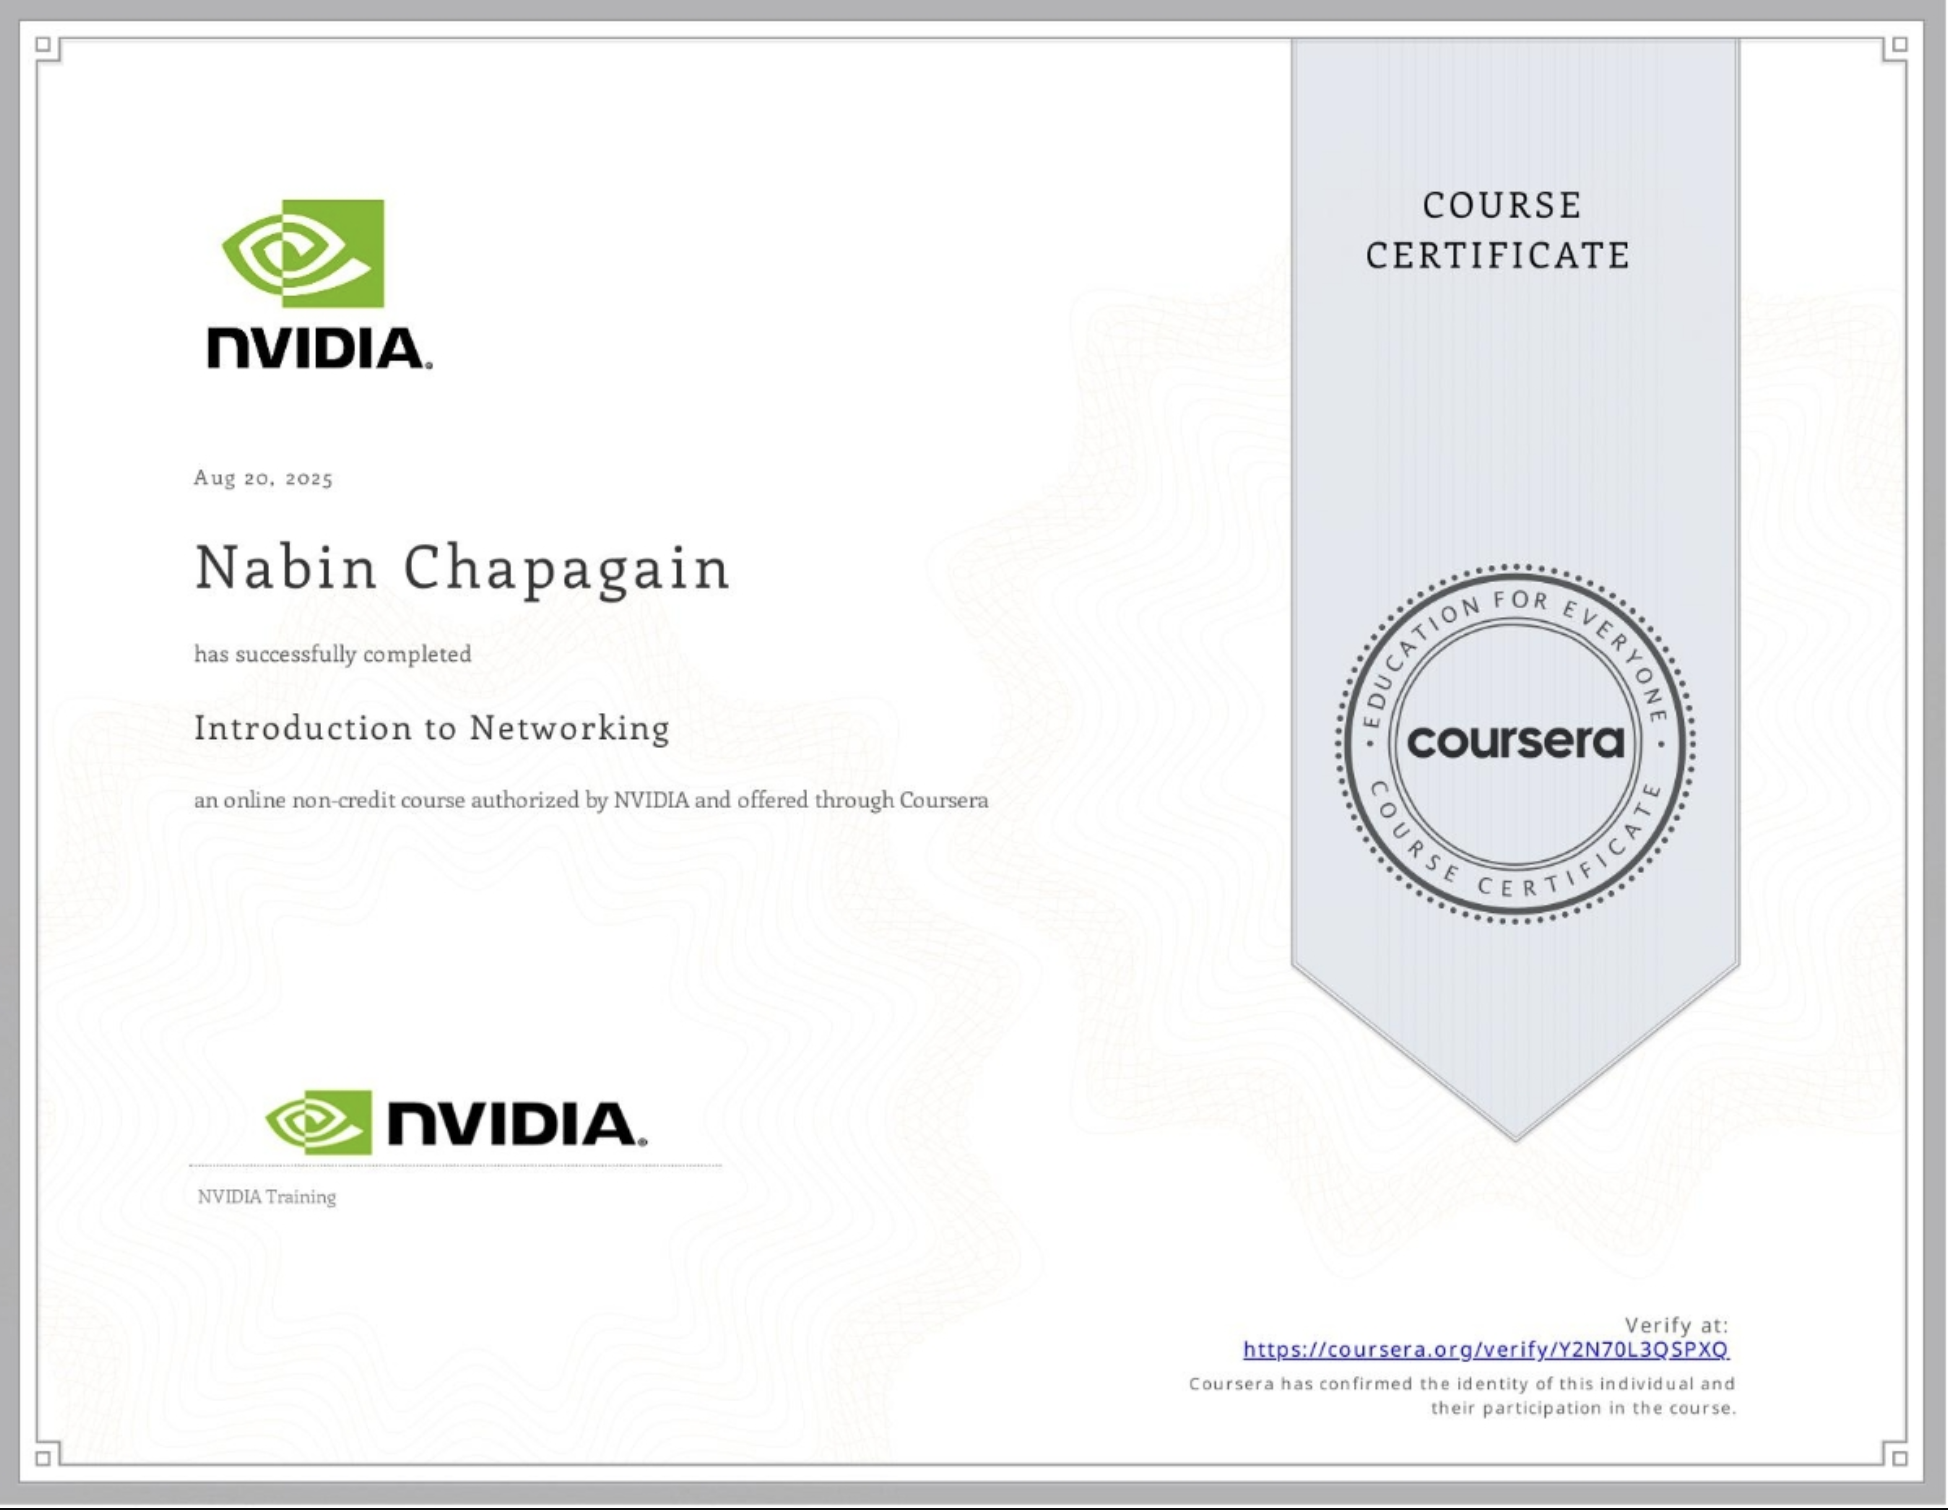 NVIDIA.
Aug 20, 2025
Nabin Chapagain
has successfully completed
Introduction to Networking
an online non-credit course authorized by NVIDIA and offered through Coursera
NVIDIA.
NVIDIA Training
COURSE
CERTIFICATE
• EDUCATION FOR EVERYONE •
coursera
COURSE CERTIFICATE
Verify at:
https://coursera.org/verify/Y2N70L3QSPXQ
Coursera has confirmed the identity of this individual and
their participation in the course.